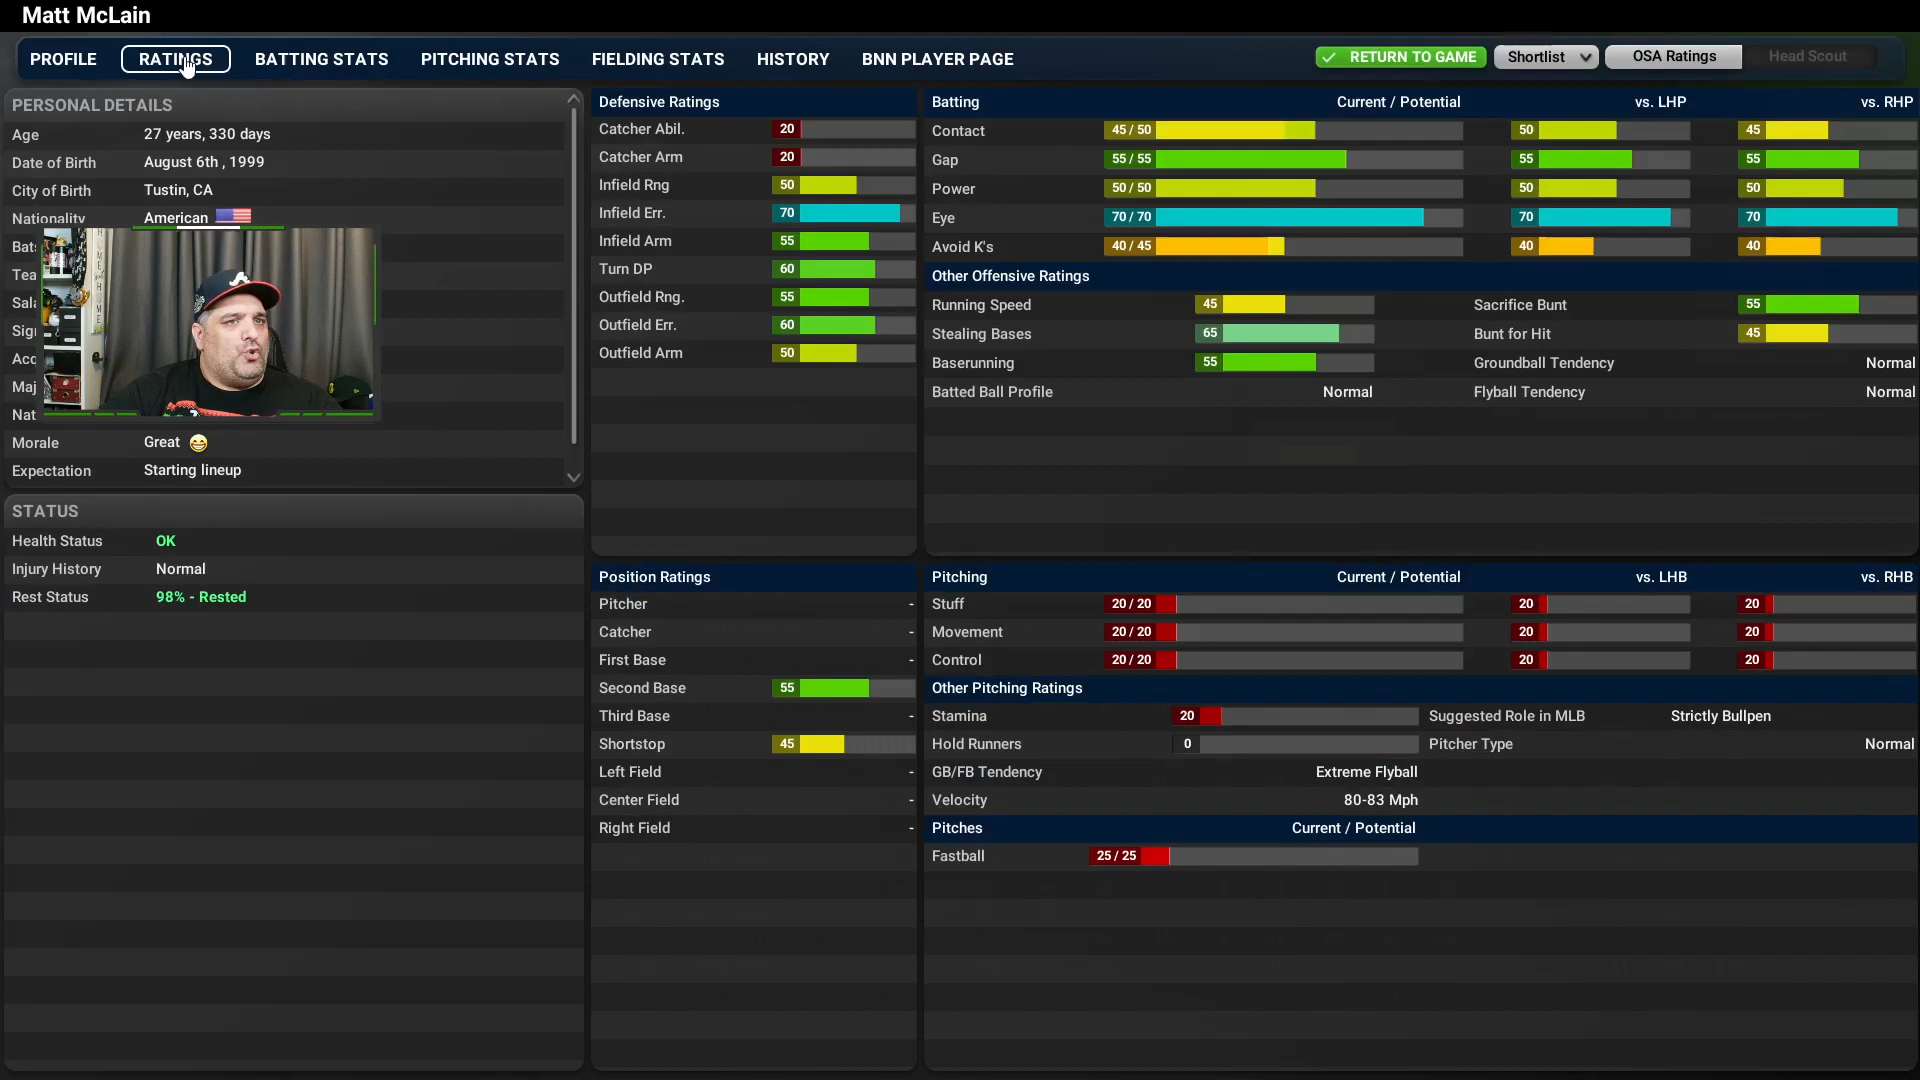 Matt McLain
PROFILE RATINGS BATTING STATS PITCHING STATS FIELDING STATS HISTORY BNN PLAYER PAGE RETURN TO GAME Shortlist OSA Ratings Head Scout
PERSONAL DETAILS
Age 27 years, 330 days
Date of Birth August 6th , 1999
City of Birth Tustin, CA
Nationality American
Bats
Tea
Sala
Sig
Acc
Maj
Nat
Morale Great
Expectation Starting lineup
STATUS
Health Status OK
Injury History Normal
Rest Status 98% - Rested
Defensive Ratings
Catcher Abil. 20
Catcher Arm 20
Infield Rng 50
Infield Err. 70
Infield Arm 55
Turn DP 60
Outfield Rng. 55
Outfield Err. 60
Outfield Arm 50
Position Ratings
Pitcher -
Catcher -
First Base -
Second Base 55
Third Base -
Shortstop 45
Left Field -
Center Field -
Right Field -
Batting Current / Potential vs. LHP vs. RHP
Contact 45 / 50 50 45
Gap 55 / 55 55 55
Power 50 / 50 50 50
Eye 70 / 70 70 70
Avoid K's 40 / 45 40 40
Other Offensive Ratings
Running Speed 45 Sacrifice Bunt 55
Stealing Bases 65 Bunt for Hit 45
Baserunning 55 Groundball Tendency Normal
Batted Ball Profile Normal Flyball Tendency Normal
Pitching Current / Potential vs. LHB vs. RHB
Stuff 20 / 20 20 20
Movement 20 / 20 20 20
Control 20 / 20 20 20
Other Pitching Ratings
Stamina 20 Suggested Role in MLB Strictly Bullpen
Hold Runners 0 Pitcher Type Normal
GB/FB Tendency Extreme Flyball
Velocity 80-83 Mph
Pitches Current / Potential
Fastball 25 / 25